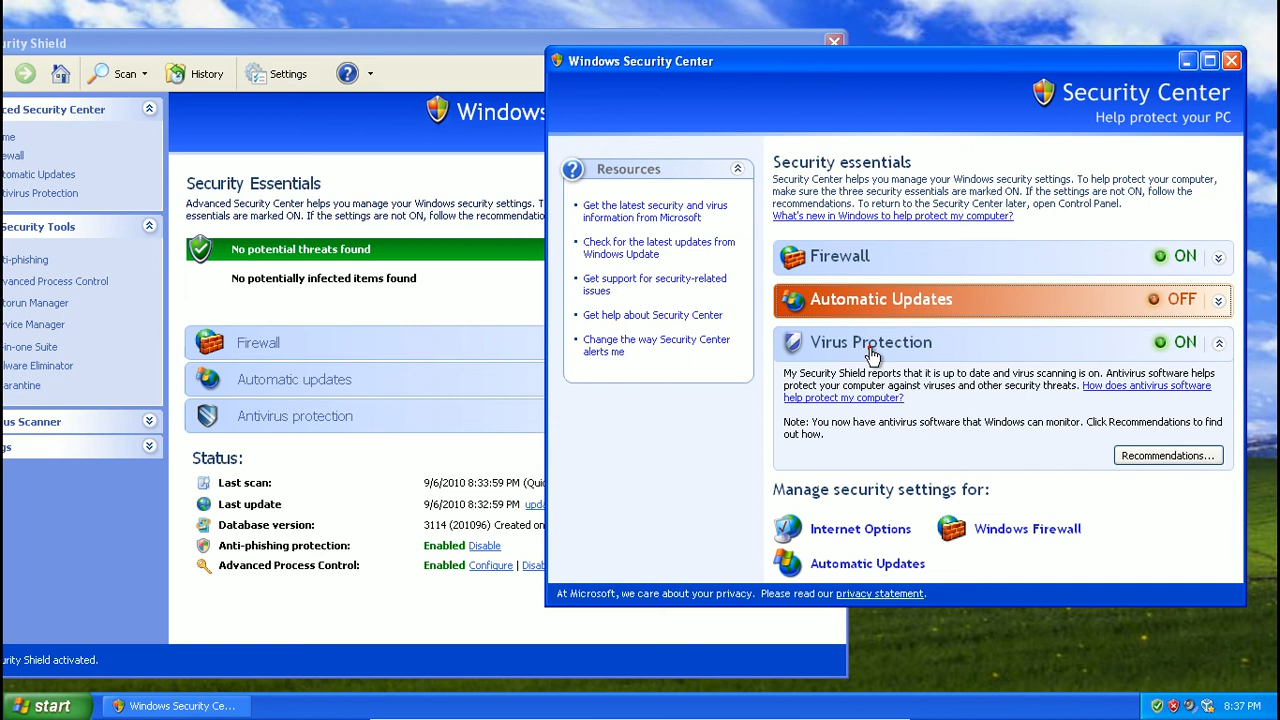 urity Shield
Scan
History
Settings
ced Security Center
me
ewall
tomatic Updates
tivirus Protection
Security Tools
ti-phishing
dvanced Process Control
torun Manager
rvice Manager
-in-one Suite
lware Eliminator
arantine
us Scanner
gs
Windows
Security Essentials
Advanced Security Center helps you manage your Windows security settings. T
essentials are marked ON. If the settings are not ON, follow the recommendatio
No potential threats found
No potentially infected items found
Firewall
Automatic updates
Antivirus protection
Status:
Last scan: 9/6/2010 8:33:59 PM (Quic
Last update 9/6/2010 8:32:59 PM upda
Database version: 3114 (201096) Created on
Anti-phishing protection: Enabled Disable
Advanced Process Control: Enabled Configure | Disab
urity Shield activated.
Windows Security Center
Security Center
Help protect your PC
Resources
Get the latest security and virus
information from Microsoft
Check for the latest updates from
Windows Update
Get support for security-related
issues
Get help about Security Center
Change the way Security Center
alerts me
Security essentials
Security Center helps you manage your Windows security settings. To help protect your computer,
make sure the three security essentials are marked ON. If the settings are not ON, follow the
recommendations. To return to the Security Center later, open Control Panel.
What's new in Windows to help protect my computer?
Firewall ON
Automatic Updates OFF
Virus Protection ON
My Security Shield reports that it is up to date and virus scanning is on. Antivirus software helps
protect your computer against viruses and other security threats. How does antivirus software
help protect my computer?
Note: You now have antivirus software that Windows can monitor. Click Recommendations to find
out how.
Recommendations...
Manage security settings for:
Internet Options
Windows Firewall
Automatic Updates
At Microsoft, we care about your privacy. Please read our privacy statement.
start
Windows Security Ce...
8:37 PM